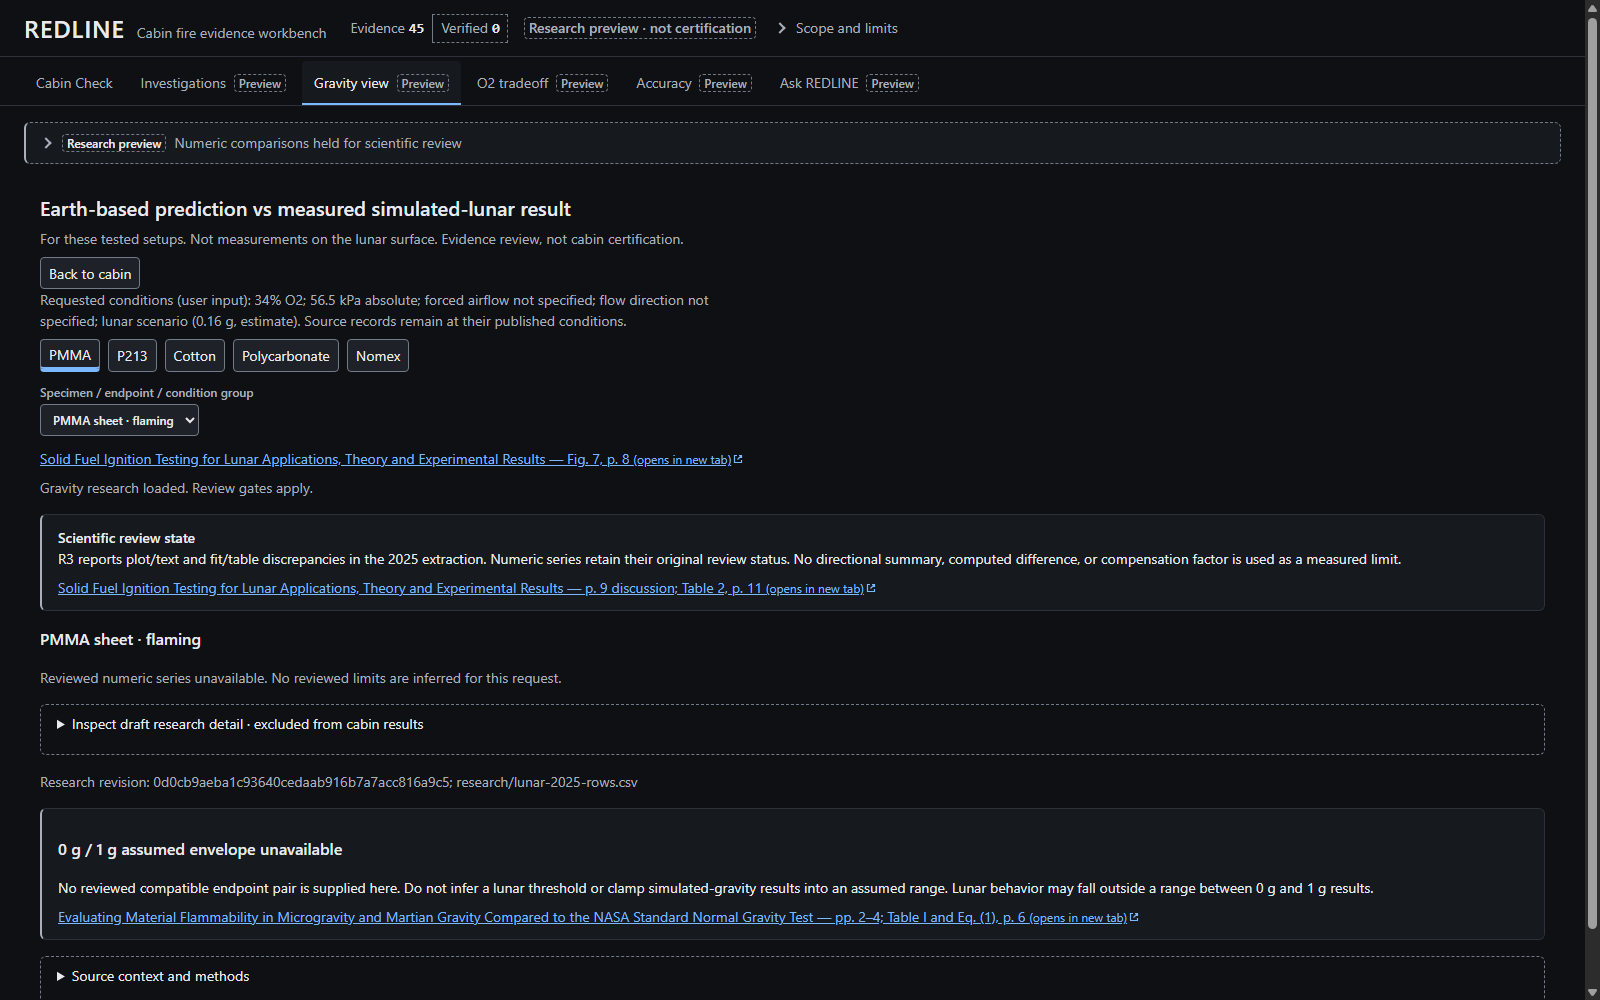 REDLINE Cabin fire evidence workbench Evidence 45 Verified 0 Research preview · not certification Scope and limits
Cabin Check Investigations Preview Gravity view Preview O2 tradeoff Preview Accuracy Preview Ask REDLINE Preview
Research preview Numeric comparisons held for scientific review
Earth-based prediction vs measured simulated-lunar result
For these tested setups. Not measurements on the lunar surface. Evidence review, not cabin certification.
Back to cabin
Requested conditions (user input): 34% O2; 56.5 kPa absolute; forced airflow not specified; flow direction not
specified; lunar scenario (0.16 g, estimate). Source records remain at their published conditions.
PMMA P213 Cotton Polycarbonate Nomex
Specimen / endpoint / condition group
PMMA sheet · flaming
Solid Fuel Ignition Testing for Lunar Applications, Theory and Experimental Results — Fig. 7, p. 8 (opens in new tab)
Gravity research loaded. Review gates apply.
Scientific review state
R3 reports plot/text and fit/table discrepancies in the 2025 extraction. Numeric series retain their original review status. No directional summary, computed difference, or compensation factor is used as a measured limit.
Solid Fuel Ignition Testing for Lunar Applications, Theory and Experimental Results — p. 9 discussion; Table 2, p. 11 (opens in new tab)
PMMA sheet · flaming
Reviewed numeric series unavailable. No reviewed limits are inferred for this request.
Inspect draft research detail · excluded from cabin results
Research revision: 0d0cb9aeba1c93640cedaab916b7a7acc816a9c5; research/lunar-2025-rows.csv
0 g / 1 g assumed envelope unavailable
No reviewed compatible endpoint pair is supplied here. Do not infer a lunar threshold or clamp simulated-gravity results into an assumed range. Lunar behavior may fall outside a range between 0 g and 1 g results.
Evaluating Material Flammability in Microgravity and Martian Gravity Compared to the NASA Standard Normal Gravity Test — pp. 2–4; Table I and Eq. (1), p. 6 (opens in new tab)
Source context and methods